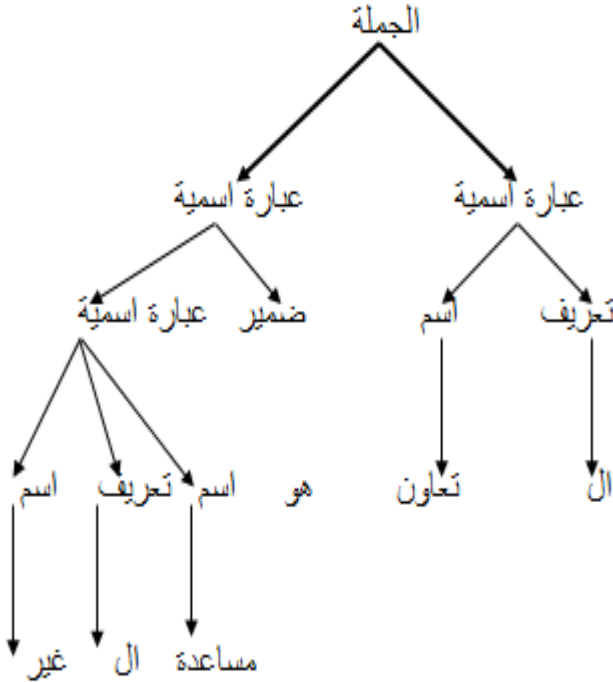 الجملة
عبارة اسمية عبارة اسمية
تعريف اسم ضمير عبارة اسمية
ال تعاون هو اسم تعريف اسم
مساعدة ال غير